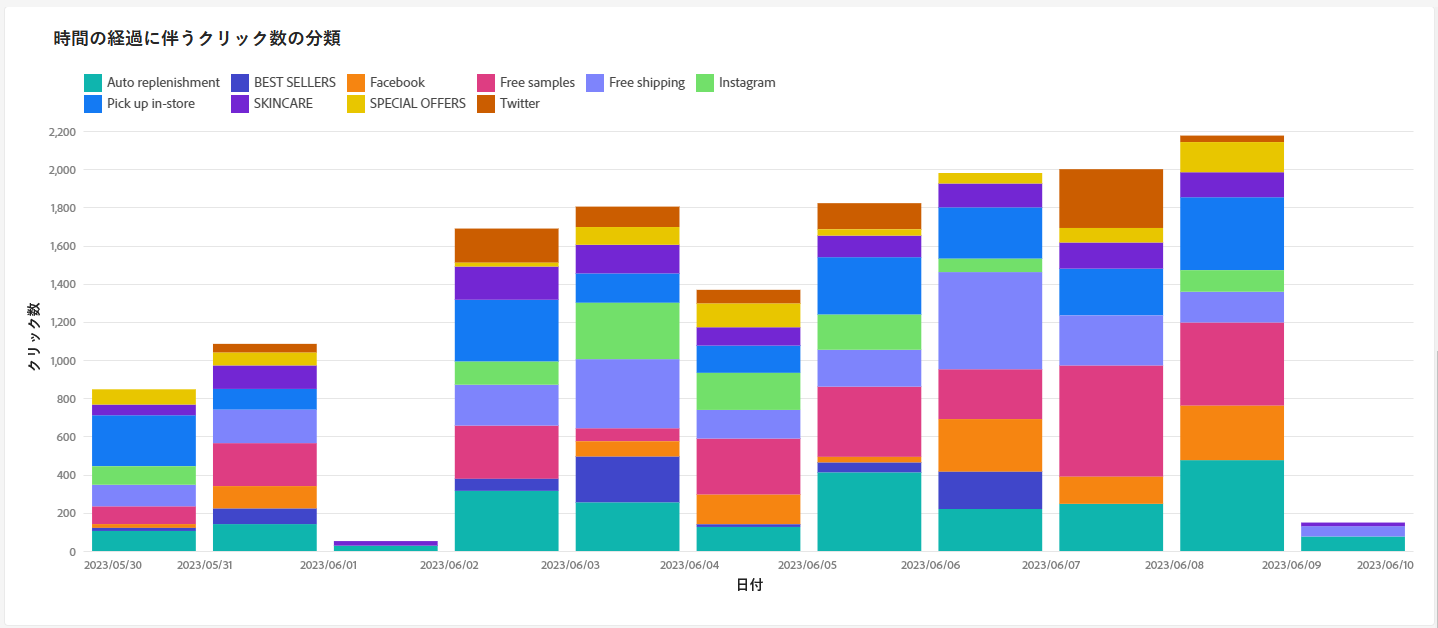 時間の経過に伴うクリック数の分類
Auto replenishment BEST SELLERS Facebook Free samples Free shipping Instagram
Pick up in-store SKINCARE SPECIAL OFFERS Twitter
2,200
2,000
1,800
1,600
1,400
1,200
1,000
800
600
400
200
0
クリック数
2023/05/30 2023/05/31 2023/06/01 2023/06/02 2023/06/03 2023/06/04 2023/06/05 2023/06/06 2023/06/07 2023/06/08 2023/06/09 2023/06/10
日付